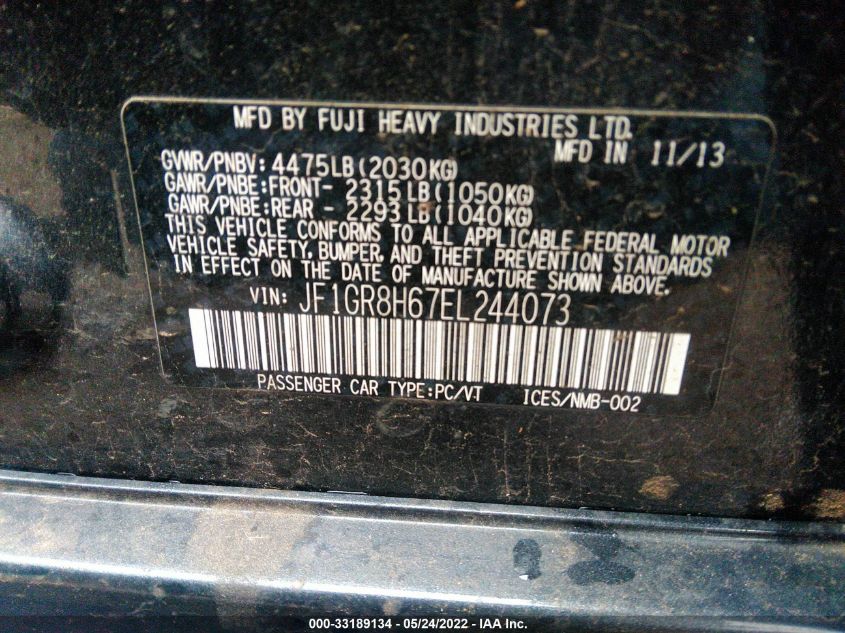 MFD BY FUJI HEAVY INDUSTRIES LTD.
MFD IN 11/13
GVWR/PNBV: 4475LB(2030KG)
GAWR/PNBE:FRONT- 2315LB(1050KG)
GAWR/PNBE:REAR - 2293LB(1040KG)
THIS VEHICLE CONFORMS TO ALL APPLICABLE FEDERAL MOTOR
VEHICLE SAFETY, BUMPER, AND THEFT PREVENTION STANDARDS
IN EFFECT ON THE DATE OF MANUFACTURE SHOWN ABOVE.
VIN: JF1GR8H67EL244073
PASSENGER CAR TYPE:PC/VT ICES/NMB-002
000-33189134 - 05/24/2022 - IAA Inc.